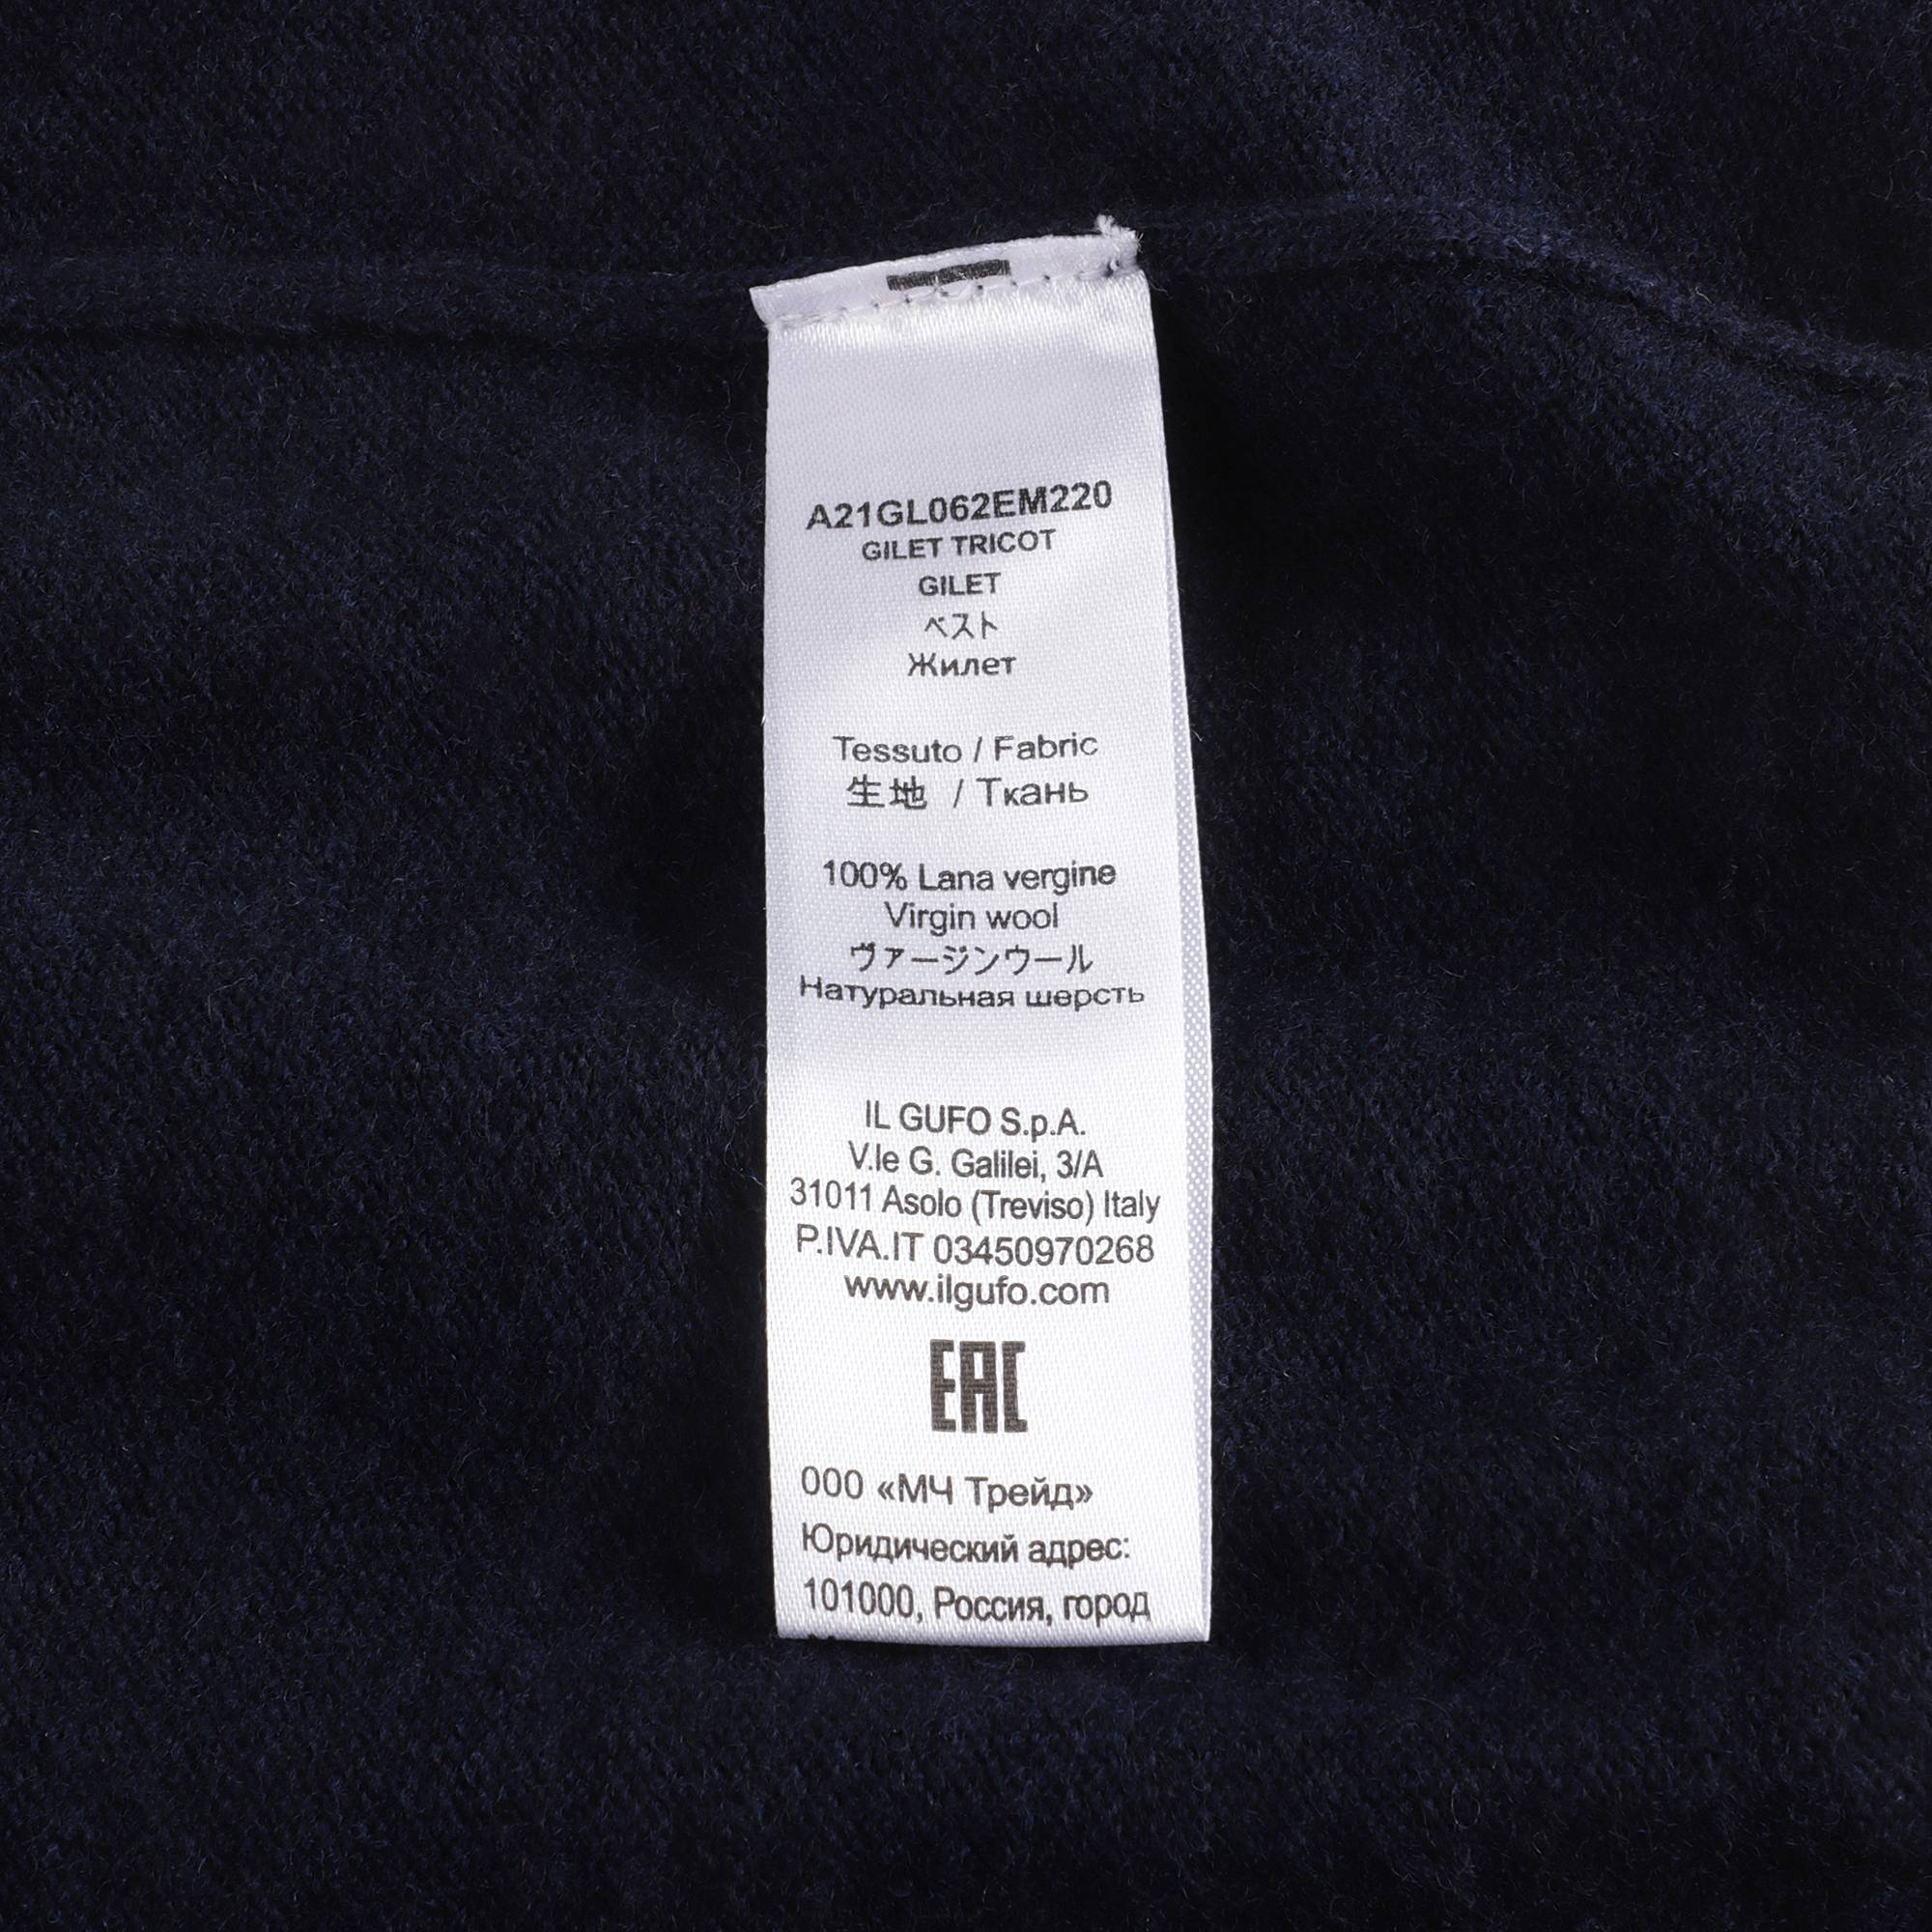 A21GL062EM220
GILET TRICOT
GILET
ベスト
Жилет
Tessuto / Fabric
生地 / Ткань
100% Lana vergine
Virgin wool
ヴァージンウール
Натуральная шерсть
IL GUFO S.p.A.
V.le G. Galilei, 3/A
31011 Asolo (Treviso) Italy
P.IVA.IT 03450970268
www.ilgufo.com
EAC
ООО «МЧ Трейд»
Юридический адрес:
101000, Россия, город